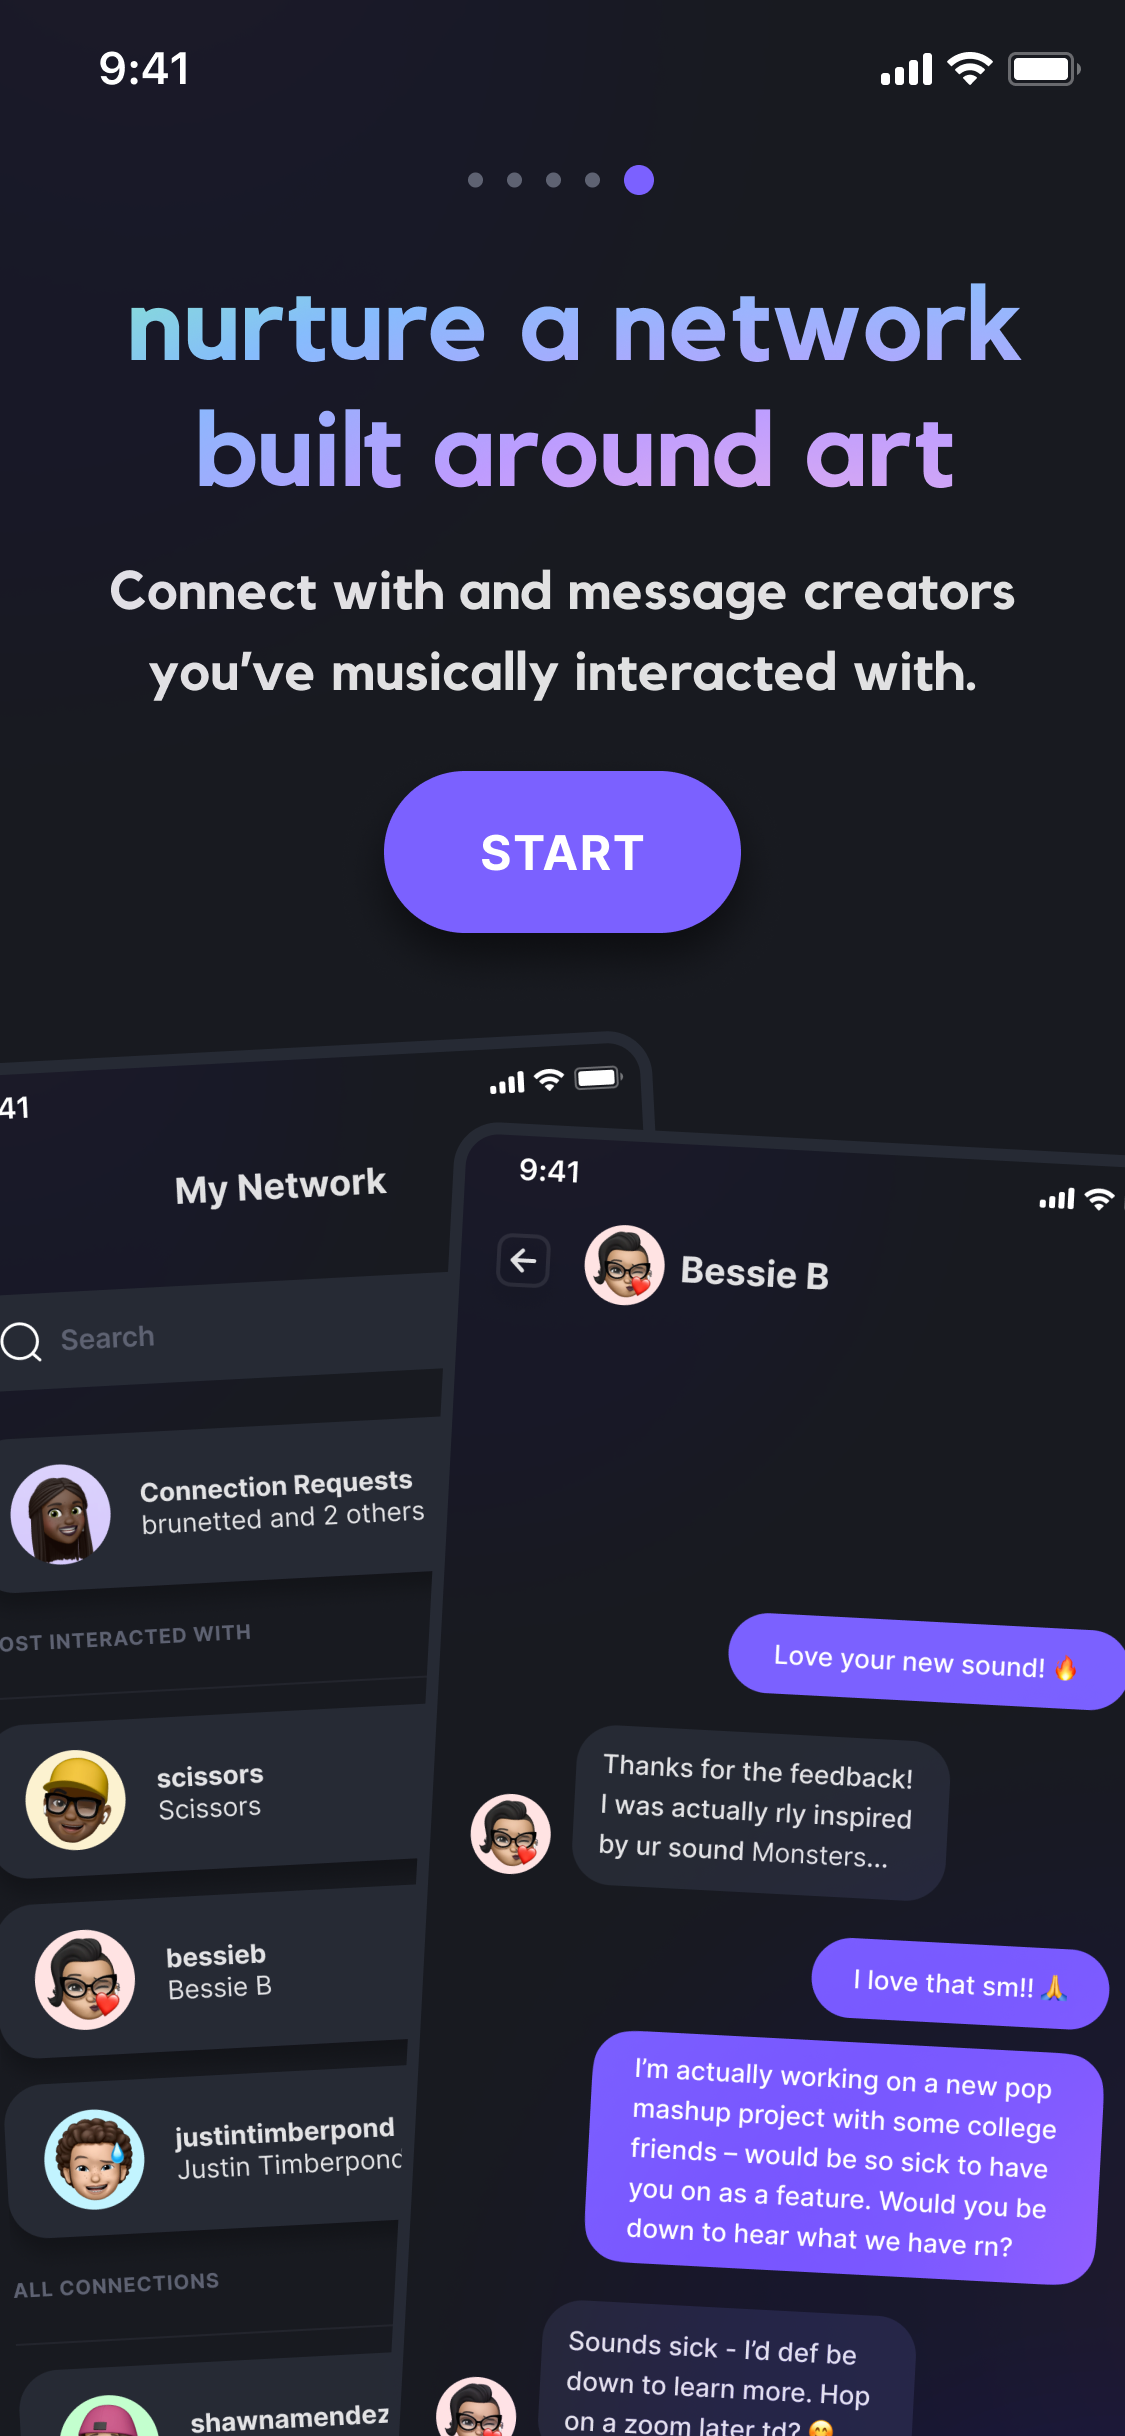 9:41
nurture a network
built around art
Connect with and message creators
you’ve musically interacted with.
START
41
My Network
Search
Connection Requests
brunetted and 2 others
OST INTERACTED WITH
scissors
Scissors
bessieb
Bessie B
justintimberpond
Justin Timberpond
ALL CONNECTIONS
shawnamendez
9:41
Bessie B
Love your new sound! 🔥
Thanks for the feedback!
I was actually rly inspired
by ur sound Monsters...
I love that sm!! 🙏
I’m actually working on a new pop
mashup project with some college
friends – would be so sick to have
you on as a feature. Would you be
down to hear what we have rn?
Sounds sick - I’d def be
down to learn more. Hop
on a zoom later td? 😊